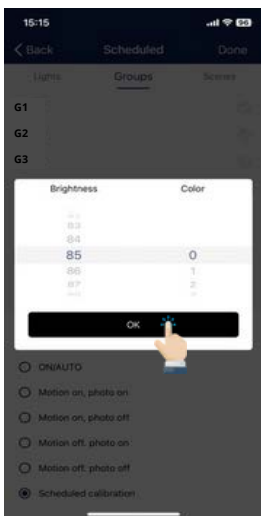 15:15
96
Back Scheduled Done
Lights Groups Scenes
G1
G2
G3
Brightness Color
83
84
85 0
86 1
87 2
OK
ON/AUTO
Motion on, photo on
Motion on, photo off
Motion off. photo on
Motion off. photo off
Scheduled calibration